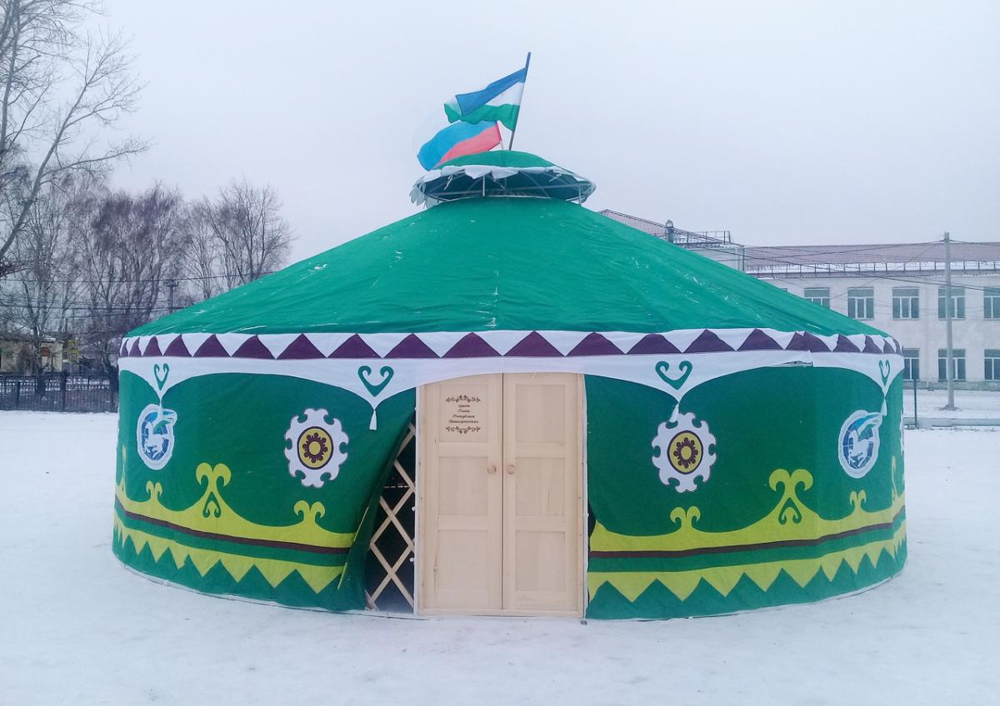 грант
Главы
Республики
Башкортостан